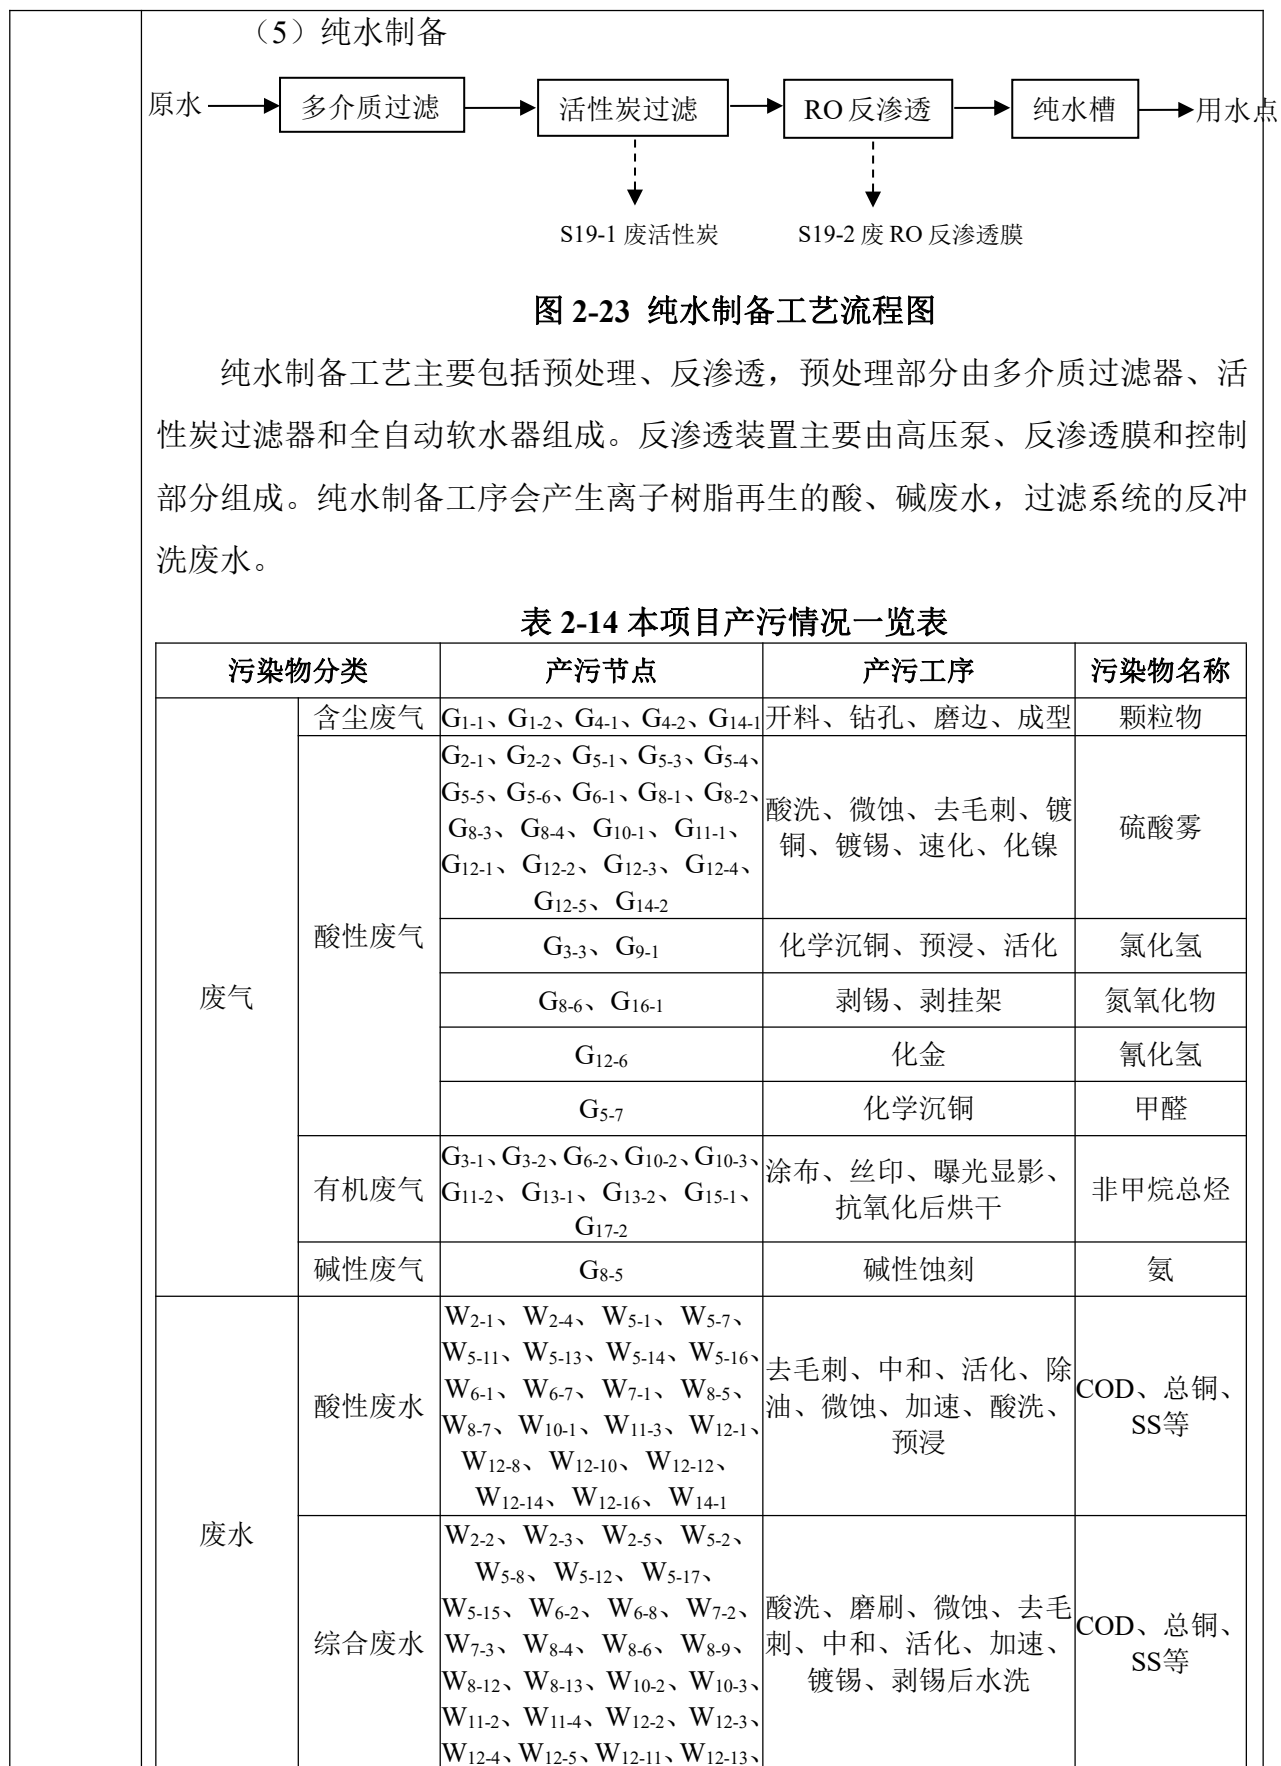 （5）纯水制备
原水 多介质过滤 活性炭过滤 RO 反渗透 纯水槽 用水点
S19-1 废活性炭 S19-2 废 RO 反渗透膜
图 2-23 纯水制备工艺流程图
纯水制备工艺主要包括预处理、反渗透，预处理部分由多介质过滤器、活
性炭过滤器和全自动软水器组成。反渗透装置主要由高压泵、反渗透膜和控制
部分组成。纯水制备工序会产生离子树脂再生的酸、碱废水，过滤系统的反冲
洗废水。
表 2-14 本项目产污情况一览表
污染物分类 产污节点 产污工序 污染物名称
废气
含尘废气 G1-1、G1-2、G4-1、G4-2、G14-1 开料、钻孔、磨边、成型 颗粒物
酸性废气
G2-1、G2-2、G5-1、G5-3、G5-4、
G5-5、G5-6、G6-1、G8-1、G8-2、
G8-3、G8-4、G10-1、G11-1、
G12-1、G12-2、G12-3、G12-4、
G12-5、G14-2
酸洗、微蚀、去毛刺、镀
铜、镀锡、速化、化镍
硫酸雾
G3-3、G9-1 化学沉铜、预浸、活化 氯化氢
G8-6、G16-1 剥锡、剥挂架 氮氧化物
G12-6 化金 氰化氢
G5-7 化学沉铜 甲醛
有机废气
G3-1、G3-2、G6-2、G10-2、G10-3、
G11-2、G13-1、G13-2、G15-1、
G17-2
涂布、丝印、曝光显影、
抗氧化后烘干
非甲烷总烃
碱性废气 G8-5 碱性蚀刻 氨
废水
酸性废水
W2-1、W2-4、W5-1、W5-7、
W5-11、W5-13、W5-14、W5-16、
W6-1、W6-7、W7-1、W8-5、
W8-7、W10-1、W11-3、W12-1、
W12-8、W12-10、W12-12、
W12-14、W12-16、W14-1
去毛刺、中和、活化、除
油、微蚀、加速、酸洗、
预浸
COD、总铜、
SS等
综合废水
W2-2、W2-3、W2-5、W5-2、
W5-8、W5-12、W5-17、
W5-15、W6-2、W6-8、W7-2、
W7-3、W8-4、W8-6、W8-9、
W8-12、W8-13、W10-2、W10-3、
W11-2、W11-4、W12-2、W12-3、
W12-4、W12-5、W12-11、W12-13、
酸洗、磨刷、微蚀、去毛
刺、中和、活化、加速、
镀锡、剥锡后水洗
COD、总铜、
SS等